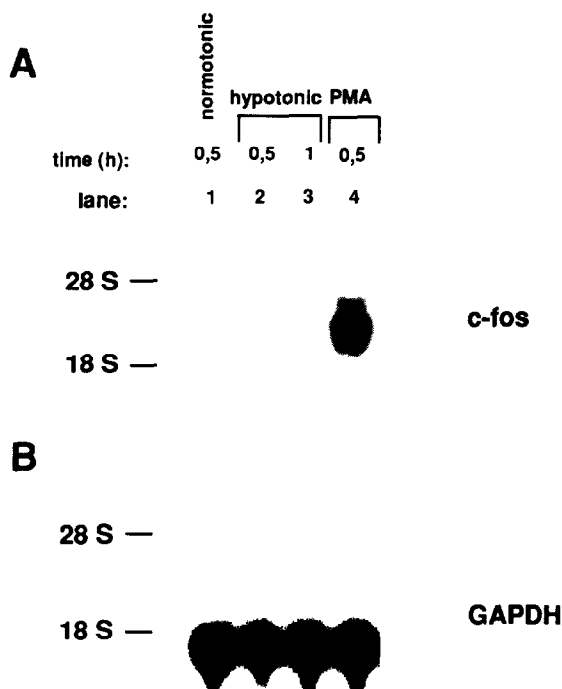 A
normotonic
hypotonic PMA
time (h): 0,5 0,5 1 0,5
lane: 1 2 3 4
28 S —
c-fos
18 S —
B
28 S —
GAPDH
18 S —